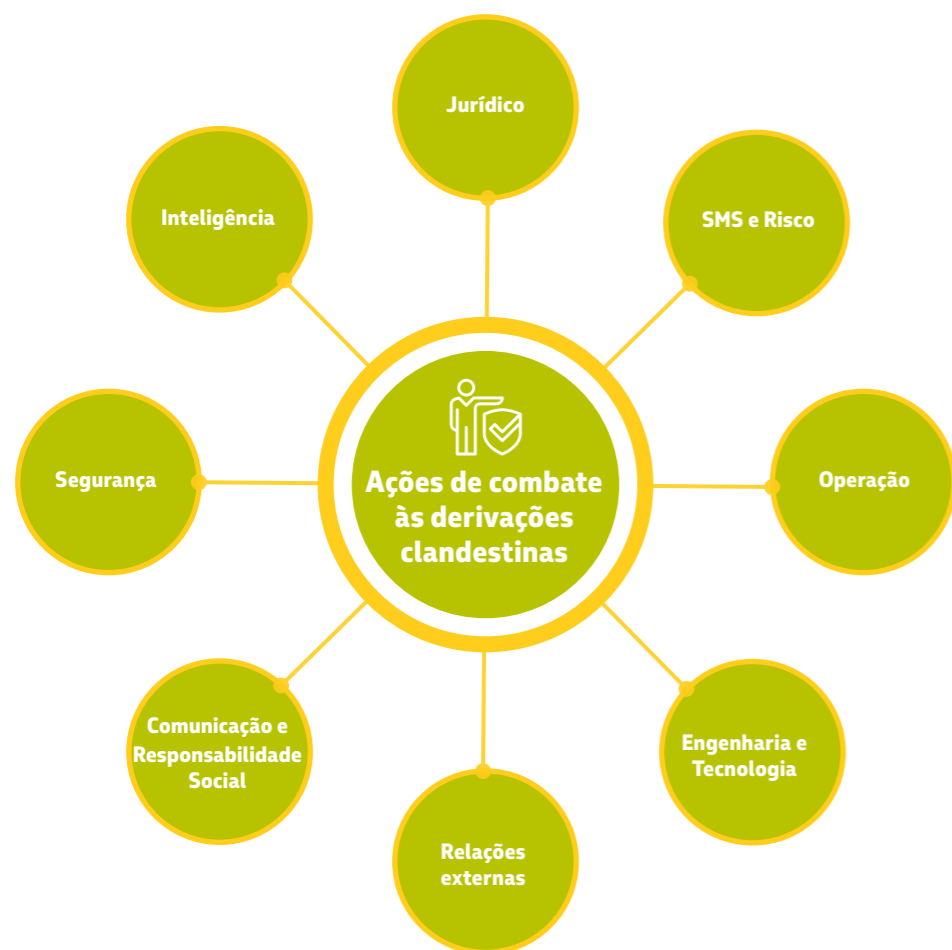 Jurídico
Inteligência
SMS e Risco
Segurança
Ações de combate
às derivações
clandestinas
Operação
Comunicação e
Responsabilidade
Social
Engenharia e
Tecnologia
Relações
externas